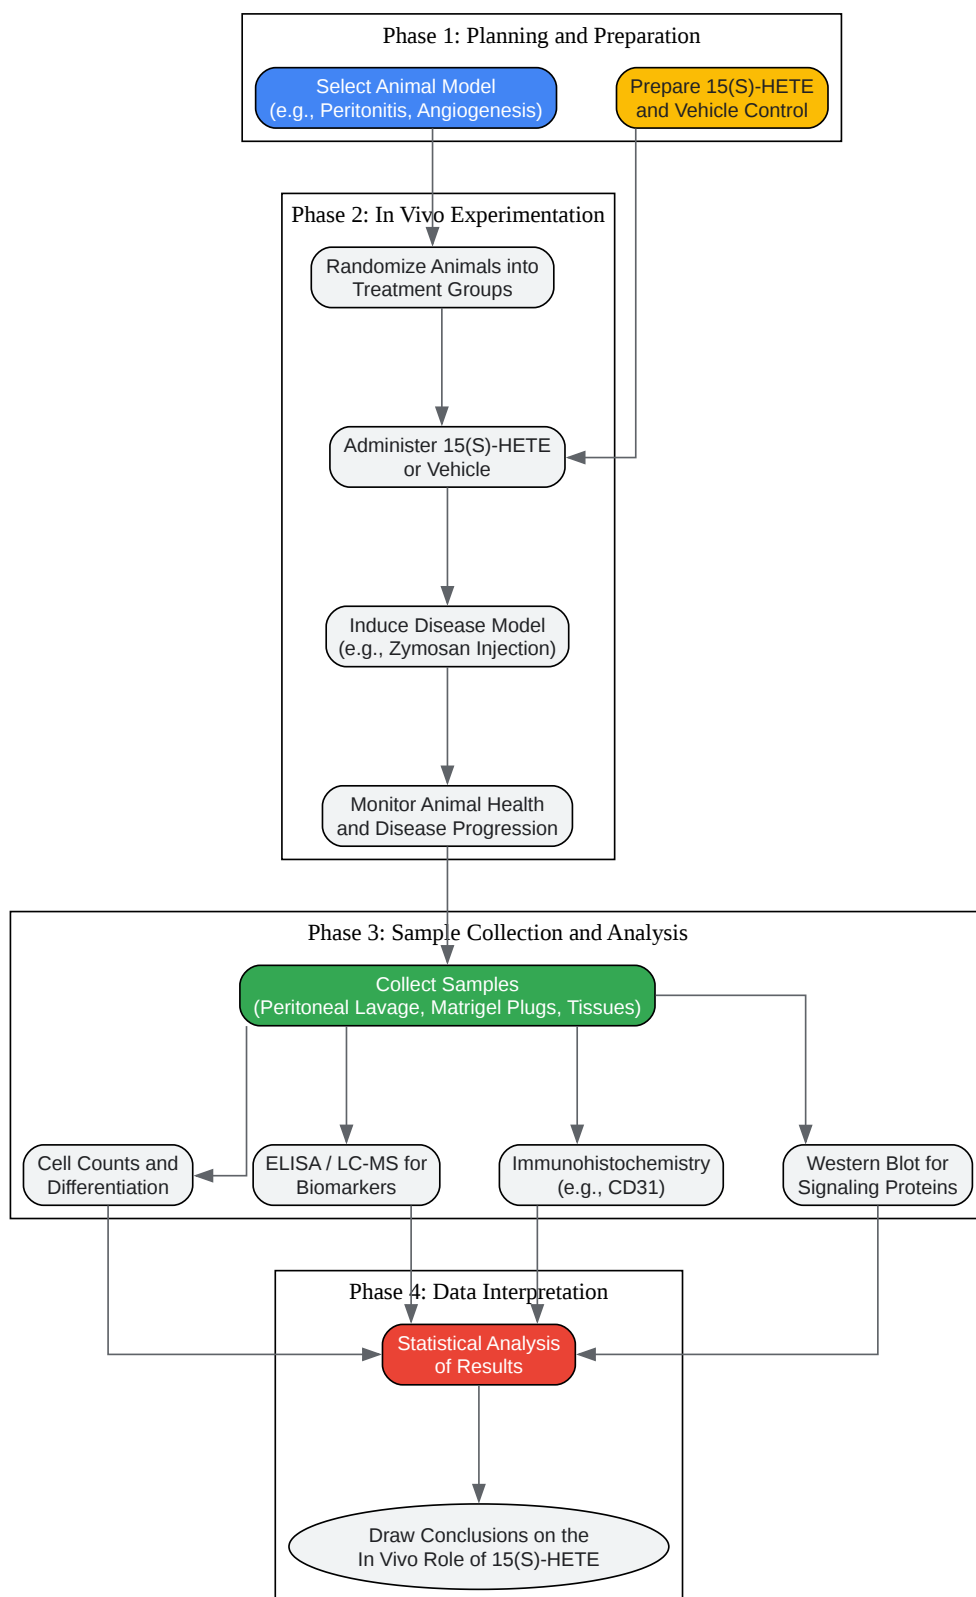 Phase 1: Planning and Preparation
Select Animal Model
(e.g., Peritonitis, Angiogenesis)
Prepare 15(S)-HETE
and Vehicle Control
Phase 2: In Vivo Experimentation
Randomize Animals into
Treatment Groups
Administer 15(S)-HETE
or Vehicle
Induce Disease Model
(e.g., Zymosan Injection)
Monitor Animal Health
and Disease Progression
Phase 3: Sample Collection and Analysis
Collect Samples
(Peritoneal Lavage, Matrigel Plugs, Tissues)
Cell Counts and
Differentiation
ELISA / LC-MS for
Biomarkers
Immunohistochemistry
(e.g., CD31)
Western Blot for
Signaling Proteins
Phase 4: Data Interpretation
Statistical Analysis
of Results
Draw Conclusions on the
In Vivo Role of 15(S)-HETE